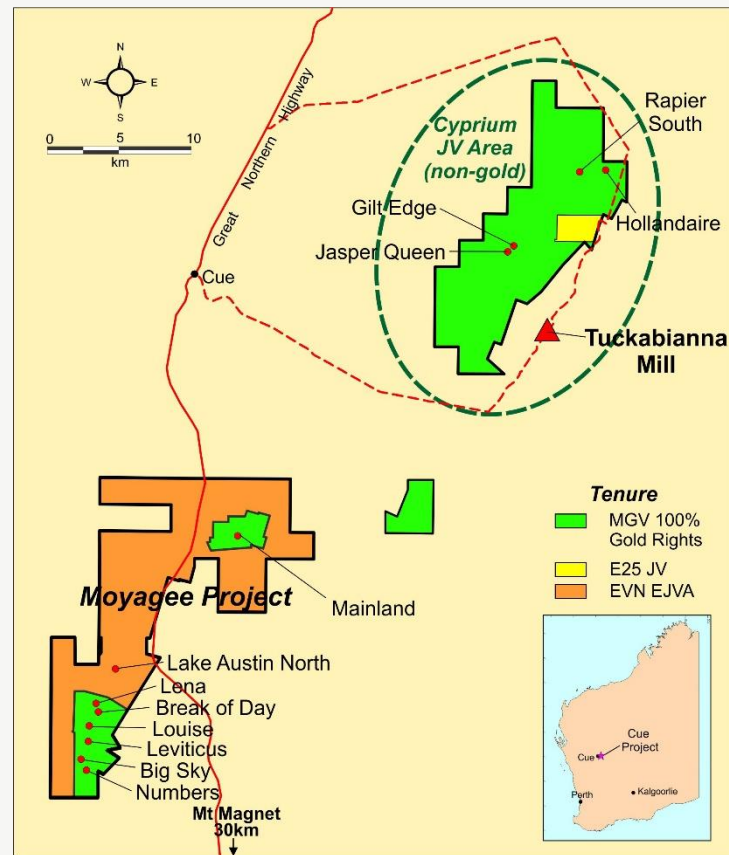 N
W E
S
0 5 10
km
Great Northern Highway
Cyprium
JV Area
(non-gold)
Rapier
South
Gilt Edge
Hollandaire
Jasper Queen
Cue
Tuckabianna
Mill
Tenure
MGV 100%
Gold Rights
E25 JV
EVN EJVA
Moyagee Project
Mainland
Lake Austin North
Lena
Break of Day
Louise
Leviticus
Big Sky
Numbers
Mt Magnet
30km
Cue
Project
Cue
Perth
Kalgoorlie